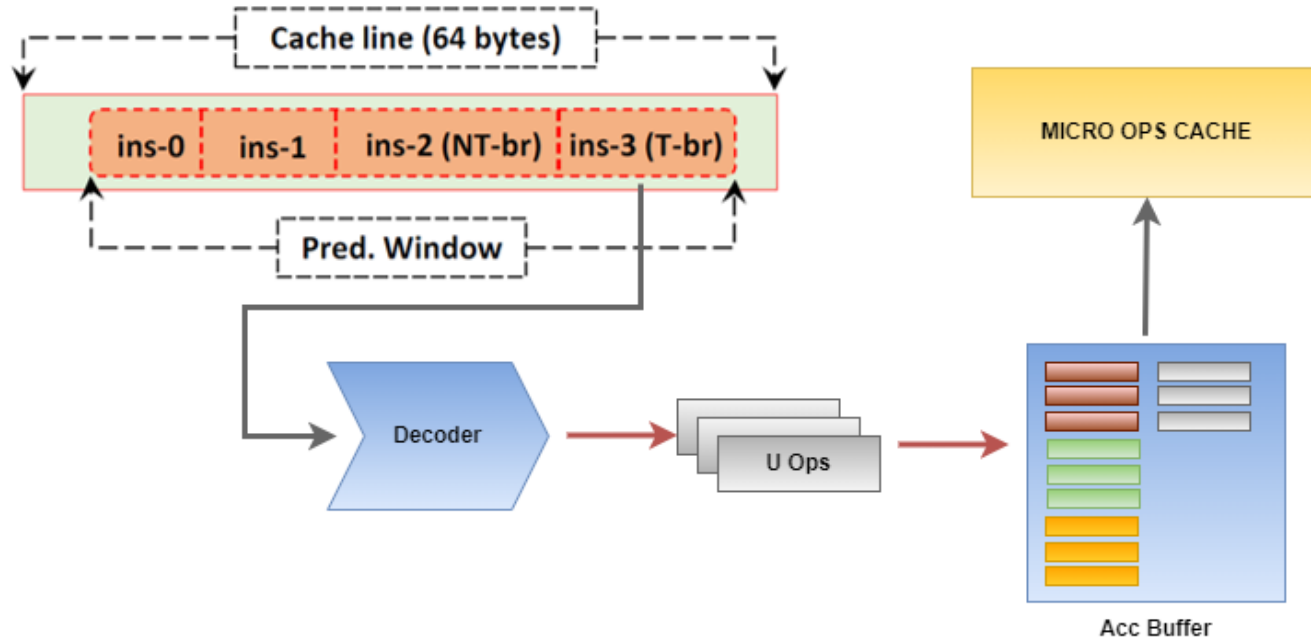 Cache line (64 bytes)
ins-0 ins-1 ins-2 (NT-br) ins-3 (T-br)
Pred. Window
MICRO OPS CACHE
Decoder
U Ops
Acc Buffer